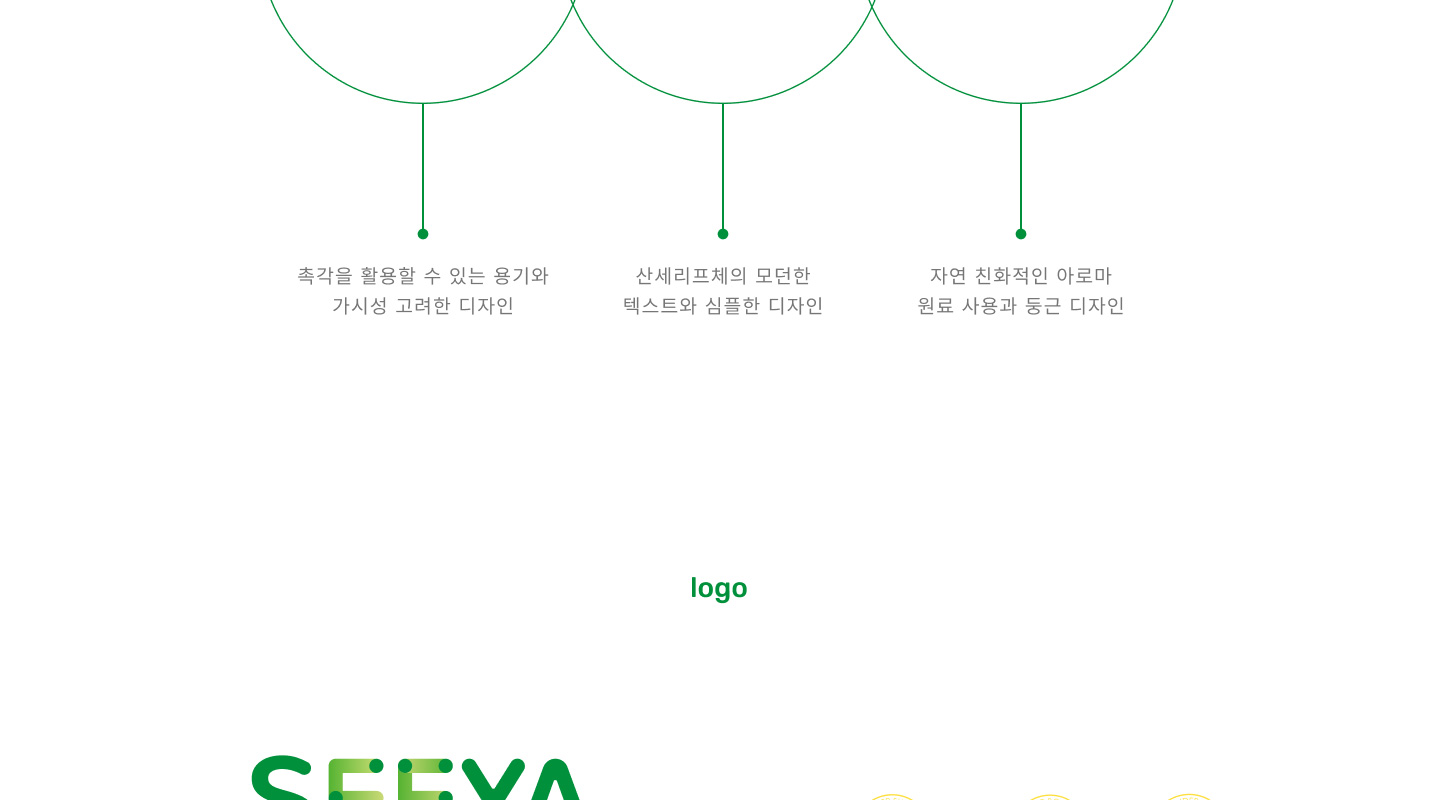 촉각을 활용할 수 있는 용기와
가시성 고려한 디자인
산세리프체의 모던한
텍스트와 심플한 디자인
자연 친화적인 아로마
원료 사용과 둥근 디자인
logo
SEEYA